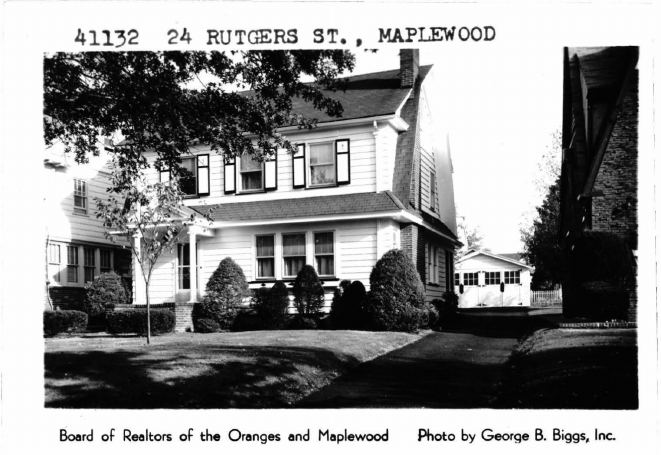 41132 24 RUTGERS ST., MAPLEWOOD
Board of Realtors of the Oranges and Maplewood Photo by George B. Biggs, Inc.